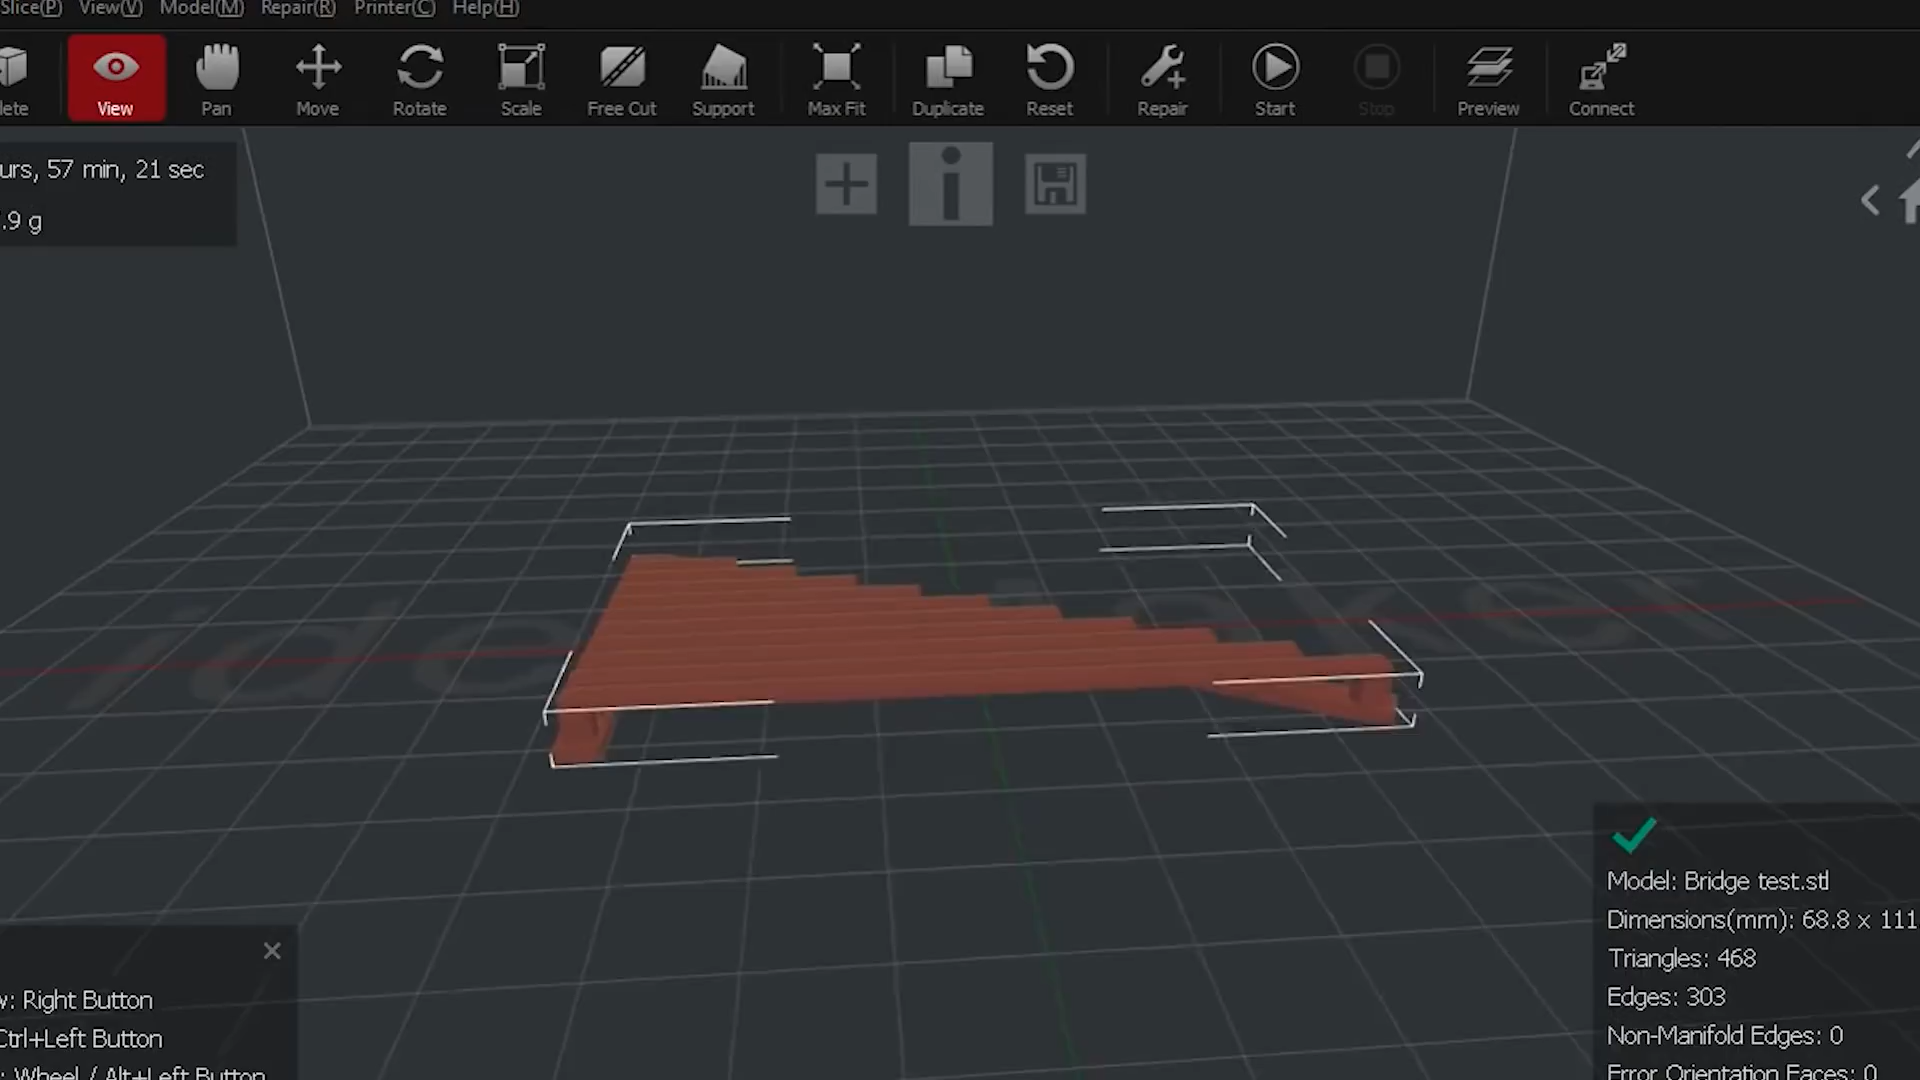 Slice(P) View(V) Model(M) Repair(R) Printer(C) Help(H)
lete View Pan Move Rotate Scale Free Cut Support Max Fit Duplicate Reset Repair Start Stop Preview Connect
urs, 57 min, 21 sec
.9 g
Model: Bridge test.stl
Dimensions(mm): 68.8 x 111
Triangles: 468
Edges: 303
Non-Manifold Edges: 0
Error Orientation Faces: 0
w: Right Button
Ctrl+Left Button
: Wheel / Alt+Left Button